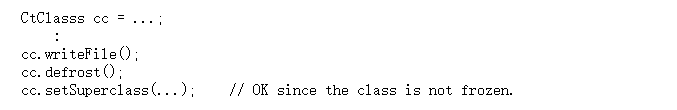 CtClasss cc = ...;
:
cc.writeFile();
cc.defrost();
cc.setSuperclass(...); // OK since the class is not frozen.